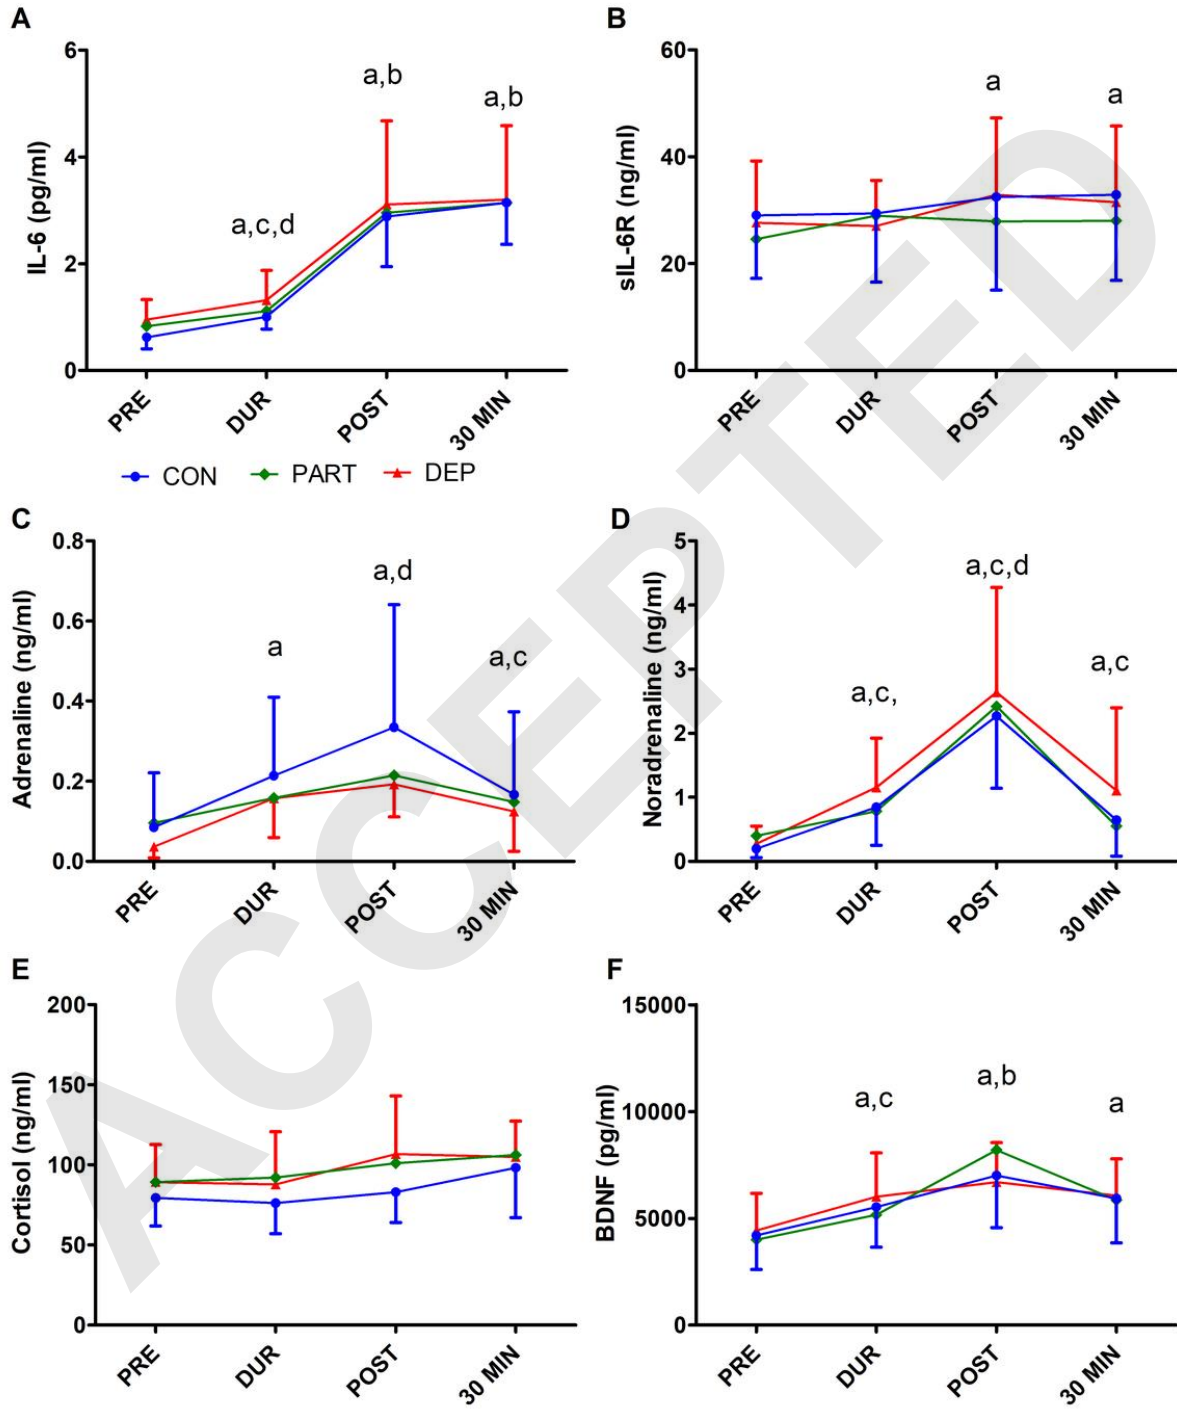 A
B
IL-6 (pg/ml)
6
4
2
0
a,c,d
a,b
a,b
PRE
DUR
POST
30 MIN
sIL-6R (ng/ml)
60
40
20
0
a
a
PRE
DUR
POST
30 MIN
CON PART DEP
C
D
Adrenaline (ng/ml)
0.8
0.6
0.4
0.2
0.0
a
a,d
a,c
PRE
DUR
POST
30 MIN
Noradrenaline (ng/ml)
5
4
3
2
1
0
a,c,
a,c,d
a,c
PRE
DUR
POST
30 MIN
E
F
Cortisol (ng/ml)
200
150
100
50
0
PRE
DUR
POST
30 MIN
BDNF (pg/ml)
15000
10000
5000
0
a,c
a,b
a
PRE
DUR
POST
30 MIN
ACCEPTED